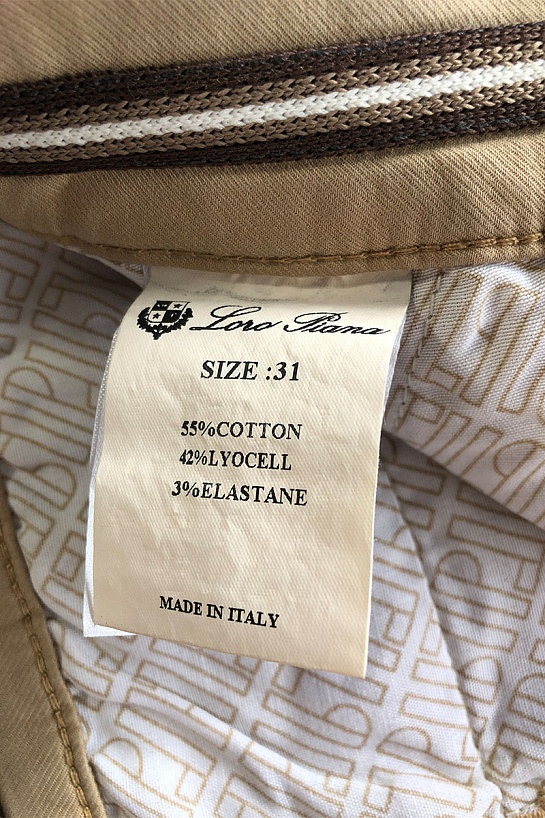 Loro Piana
SIZE :31
55%COTTON
42%LYOCELL
3%ELASTANE
MADE IN ITALY